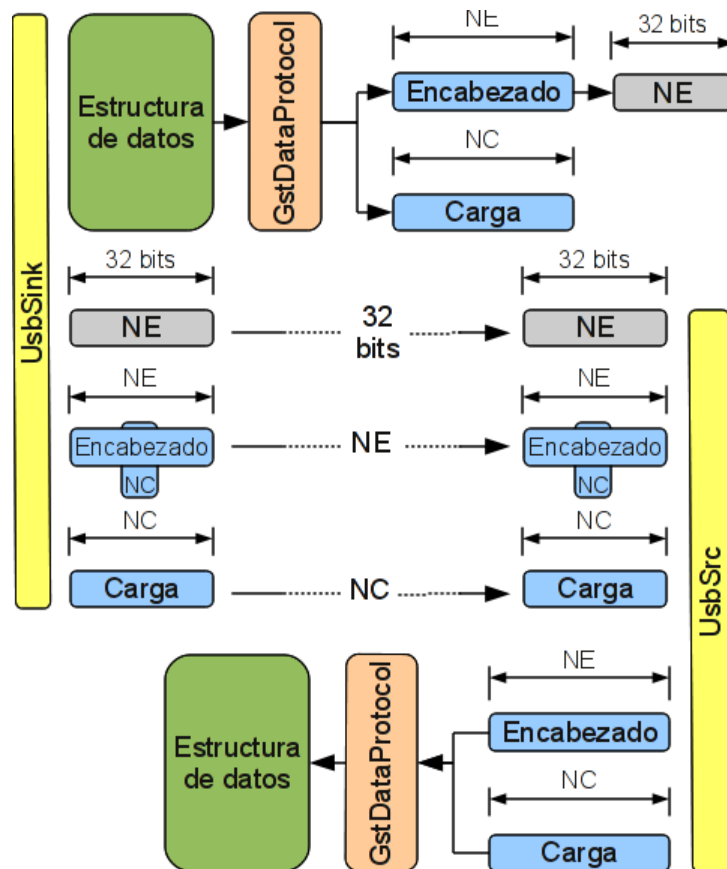 NE
32 bits
Estructura
de datos
GstDataProtocol
Encabezado
NE
NC
Carga
UsbSink
32 bits
32 bits
NE
32
bits
NE
NE
NE
Encabezado
NC
NE
Encabezado
NC
NC
NC
Carga
NC
Carga
UsbSrc
NE
Estructura
de datos
GstDataProtocol
Encabezado
NC
Carga